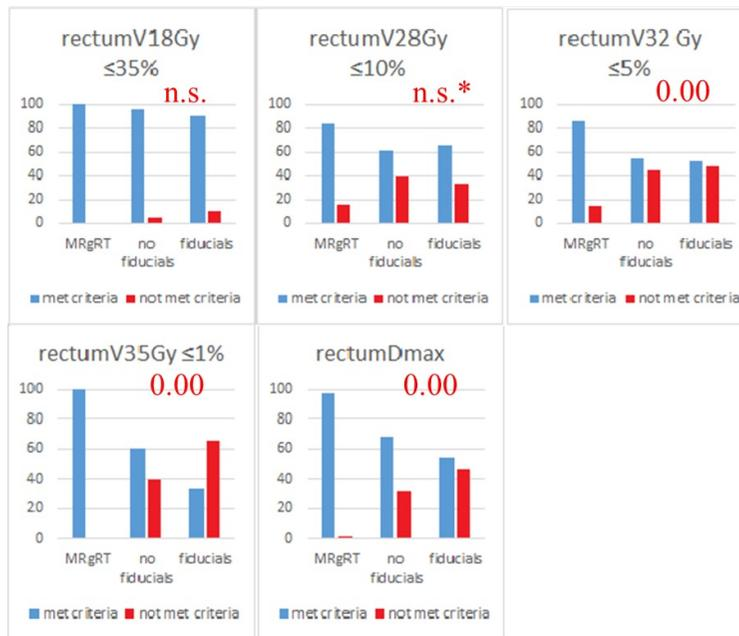 rectumV18Gy
≤35%
n.s.
100
80
60
40
20
0
MRgRT
no
fiducials
fiducials
met criteria
not met criteria
rectumV28Gy
≤10%
n.s.*
100
80
60
40
20
0
MRgRT
no
fiducials
fiducials
met criteria
not met criteria
rectumV32 Gy
≤5%
0.00
100
80
60
40
20
0
MRgRT
no
fiducials
fiducials
met criteria
not met criteria
rectumV35Gy ≤1%
0.00
100
80
60
40
20
0
MRgRT
no
fiducials
fiducials
met criteria
not met criteria
rectumDmax
0.00
100
80
60
40
20
0
MRgRT
no
fiducials
fiducials
met criteria
not met criteria